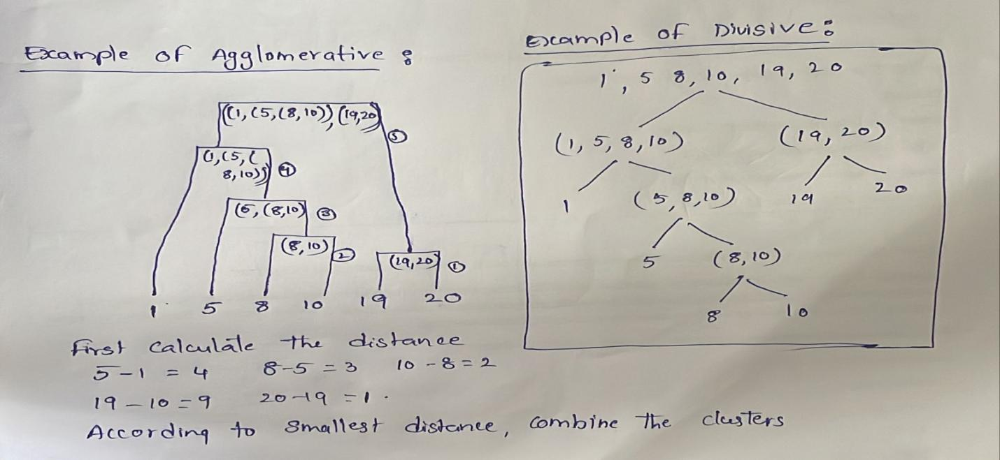 Example of Agglomerative :
((1,(5,(8,10)),(19,20)
5
(1,(5,(
8,10)) 4
(5,(8,10) 3
(8,10) 2
(19,20) 1
1 5 8 10 19 20
First calculate the distance
5-1 = 4 8-5 = 3 10-8 = 2
19-10=9 20-19 = 1.
According to smallest distance, combine the clusters
Example of Divisive :
1, 5 8, 10, 19, 20
(1, 5, 8, 10) (19, 20)
1 (5, 8, 10) 19 20
5 (8, 10)
8 10